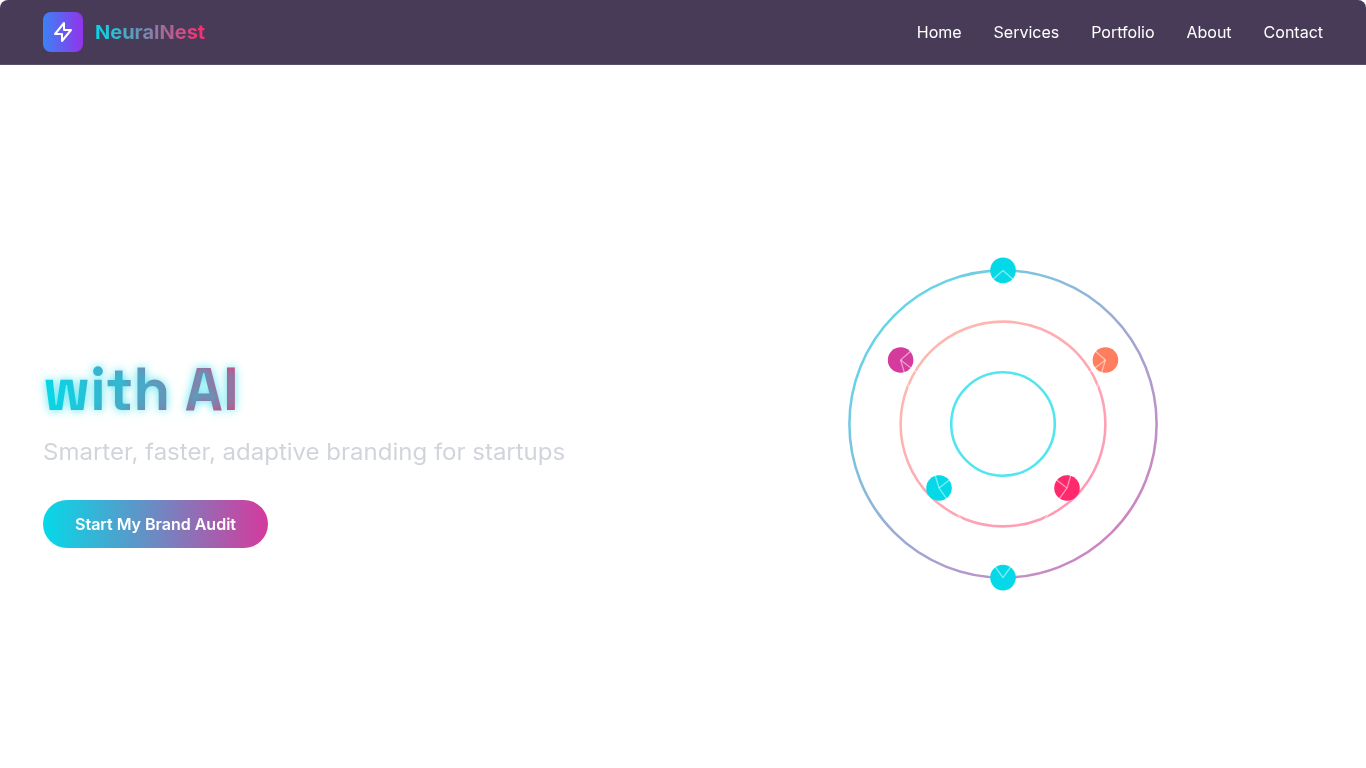 NeuralNest
Home Services Portfolio About Contact
with AI
Smarter, faster, adaptive branding for startups
Start My Brand Audit